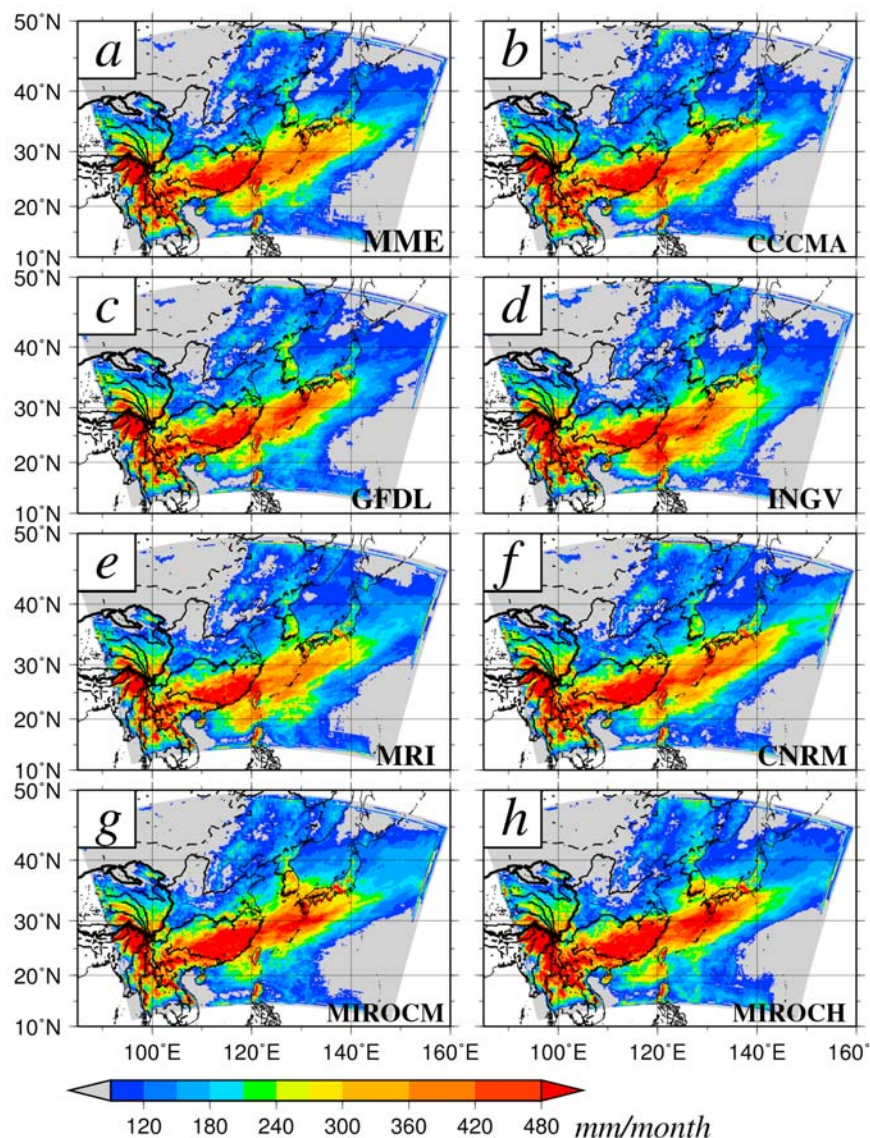 a
b
50°N
40°N
30°N
20°N
10°N
MME
CCCMA
c
d
50°N
40°N
30°N
20°N
10°N
GFDL
INGV
e
f
50°N
40°N
30°N
20°N
10°N
MRI
CNRM
g
h
50°N
40°N
30°N
20°N
10°N
MIROCM
MIROCH
100°E 120°E 140°E 160°E 100°E 120°E 140°E 160°
120 180 240 300 360 420 480 mm/month